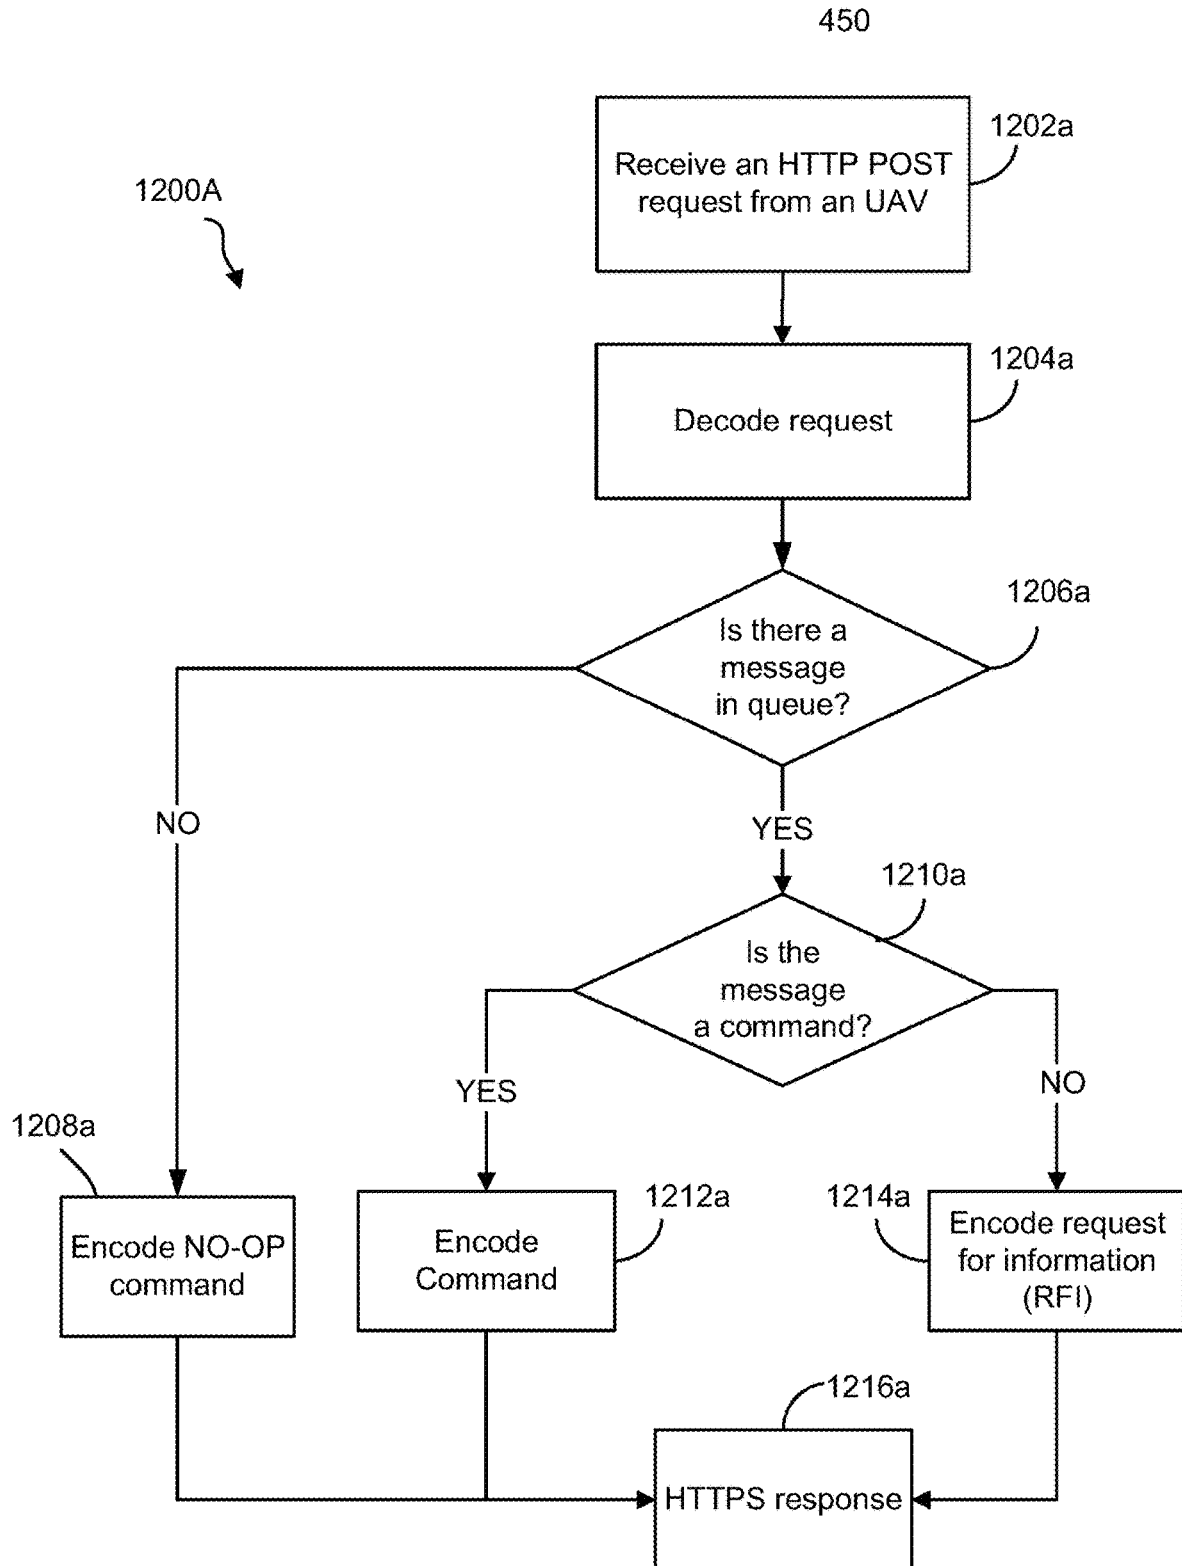 450
1202a
Receive an HTTP POST
request from an UAV
1200A
1204a
Decode request
1206a
Is there a
message
in queue?
NO
YES
1210a
Is the
message
a command?
YES
NO
1208a
1212a
1214a
Encode NO-OP
command
Encode
Command
Encode request
for information
(RFI)
1216a
HTTPS response